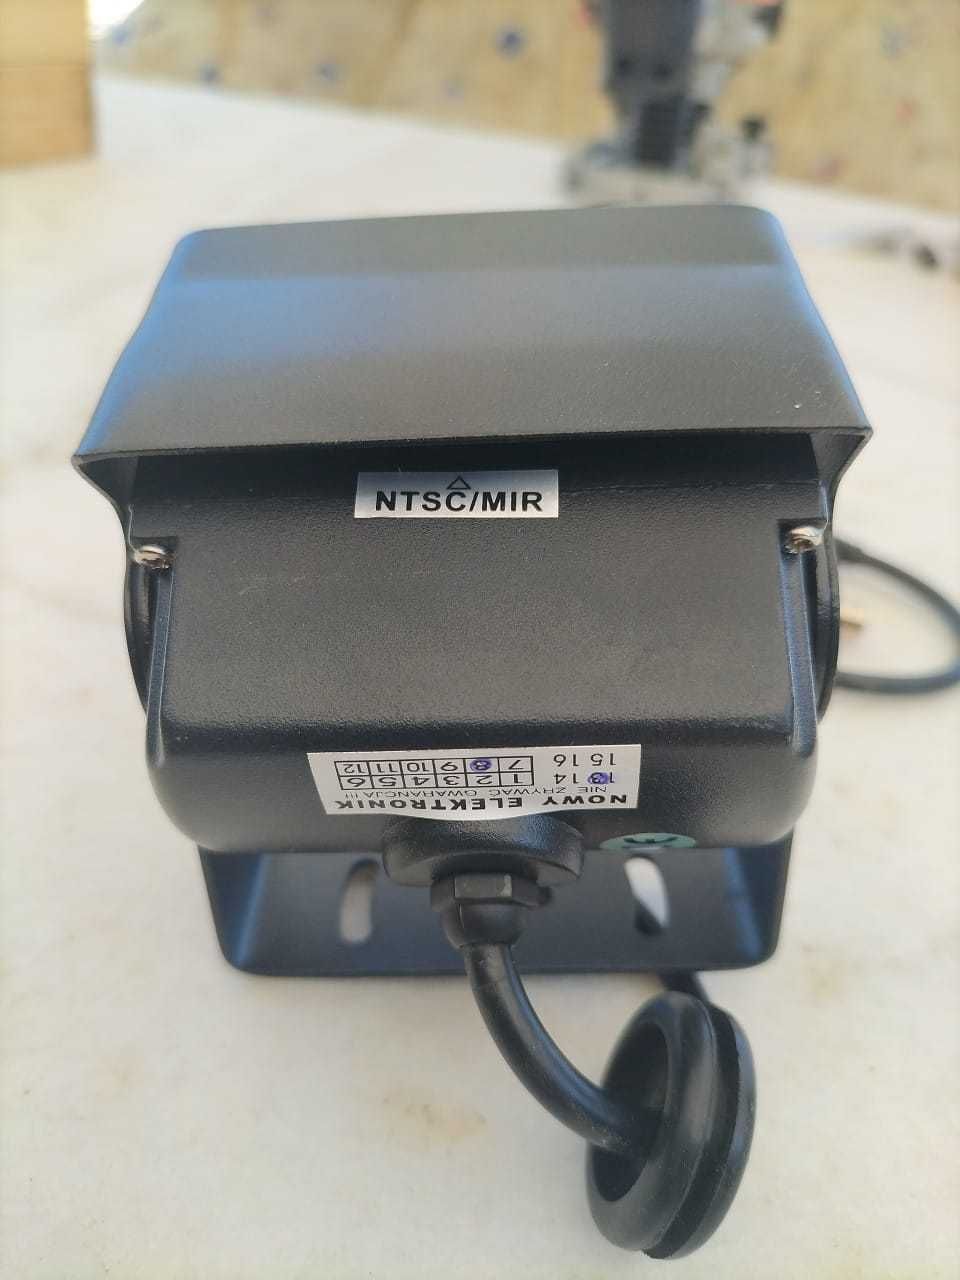 NTSC/MIR
NOWY ELEKTRONIK
NIE ZRYWAĆ GWARANCJA !!!
13 14 1 2 3 4 5 6
15 16 7 8 9 10 11 12